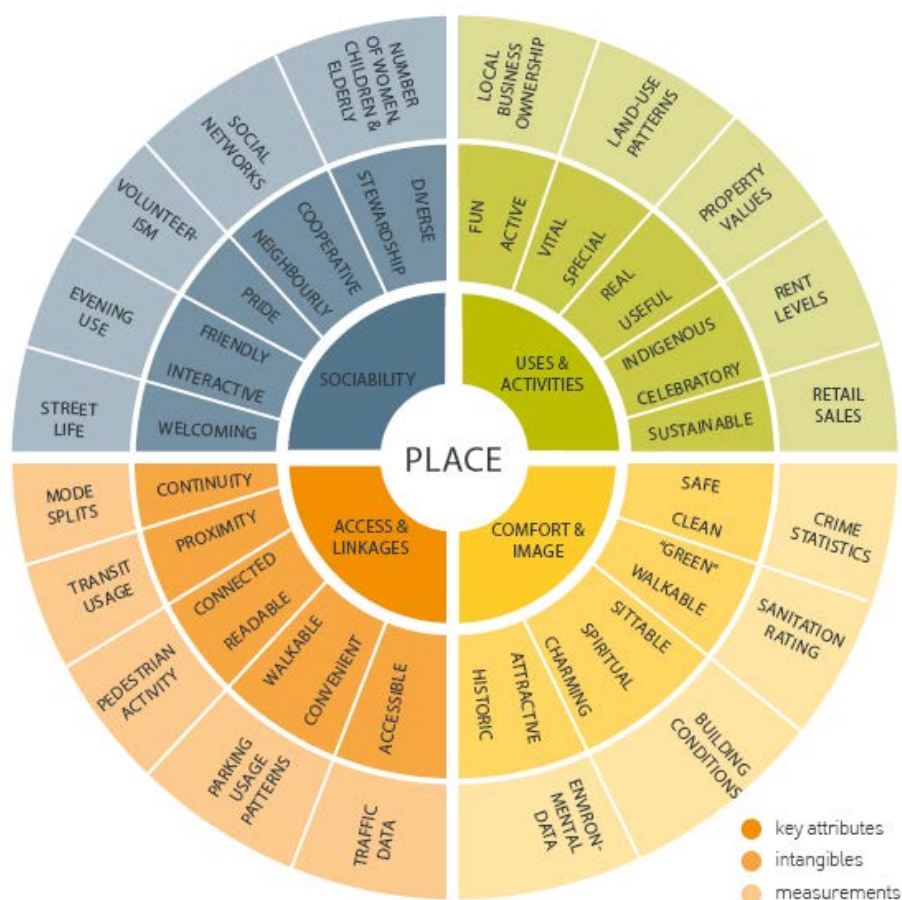 PLACE
SOCIABILITY
USES &
ACTIVITIES
ACCESS &
LINKAGES
COMFORT &
IMAGE
WELCOMING
INTERACTIVE
FRIENDLY
PRIDE
NEIGHBOURLY
COOPERATIVE
STEWARDSHIP
DIVERSE
STREET
LIFE
EVENING
USE
VOLUNTEER-
ISM
SOCIAL
NETWORKS
NUMBER
OF WOMEN,
CHILDREN &
ELDERLY
FUN
ACTIVE
VITAL
SPECIAL
REAL
USEFUL
INDIGENOUS
CELEBRATORY
SUSTAINABLE
LOCAL
BUSINESS
OWNERSHIP
LAND-USE
PATTERNS
PROPERTY
VALUES
RENT
LEVELS
RETAIL
SALES
SAFE
CLEAN
"GREEN"
WALKABLE
SITTABLE
SPIRITUAL
CHARMING
ATTRACTIVE
HISTORIC
CRIME
STATISTICS
SANITATION
RATING
BUILDING
CONDITIONS
ENVIRON-
MENTAL
DATA
CONTINUITY
PROXIMITY
CONNECTED
READABLE
WALKABLE
CONVENIENT
ACCESSIBLE
MODE
SPLITS
TRANSIT
USAGE
PEDESTRIAN
ACTIVITY
PARKING
USAGE
PATTERNS
TRAFFIC
DATA
key attributes
intangibles
measurements